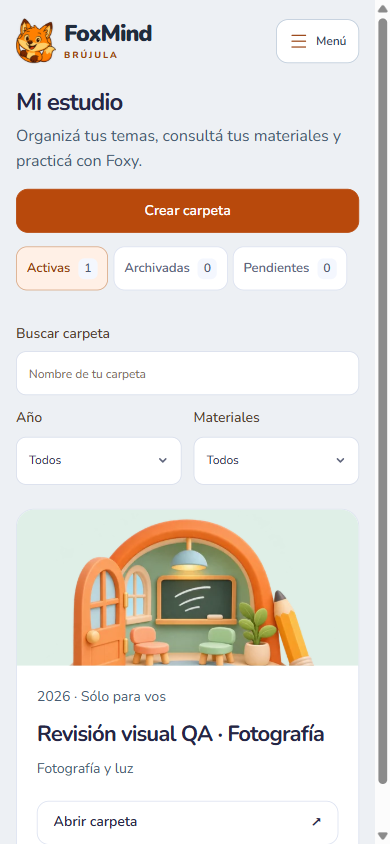 FoxMind
BRÚJULA
Menú
Mi estudio
Organizá tus temas, consultá tus materiales y
practicá con Foxy.
Crear carpeta
Activas 1 Archivadas 0 Pendientes 0
Buscar carpeta
Nombre de tu carpeta
Año Materiales
Todos Todos
2026 · Sólo para vos
Revisión visual QA · Fotografía
Fotografía y luz
Abrir carpeta ↗